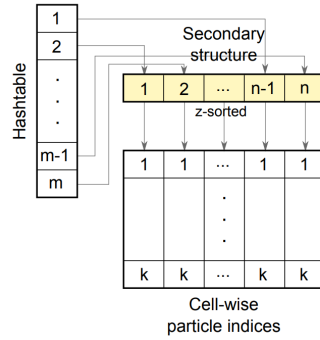 Hashtable
1
2
.
.
.
m-1
m
Secondary
structure
1 2 ... n-1 n
z-sorted
1 1 ... 1 1
.
.
.
k k ... k k
Cell-wise
particle indices